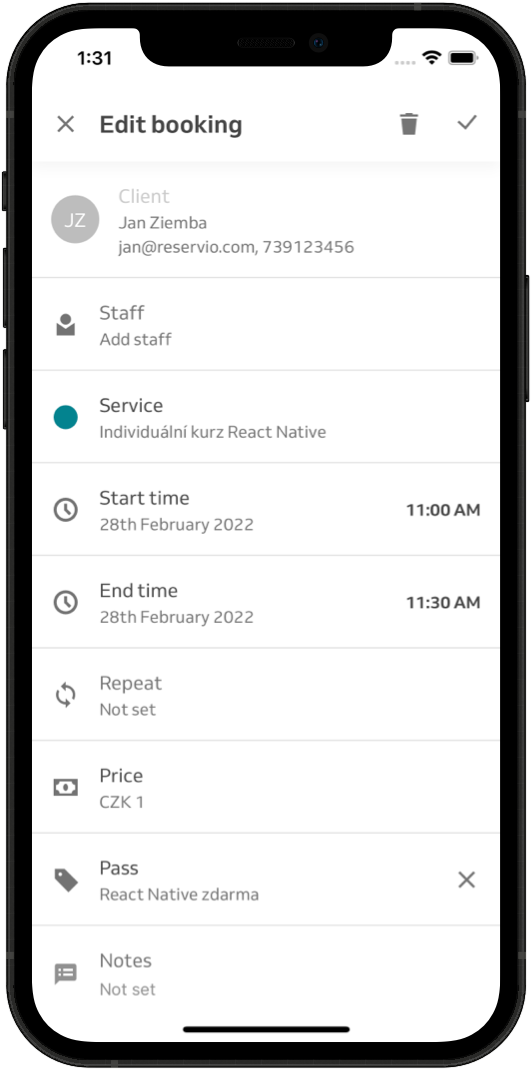 1:31
Edit booking
Client
JZ
Jan Ziemba
jan@reservio.com, 739123456
Staff
Add staff
Service
Individuální kurz React Native
Start time
28th February 2022
11:00 AM
End time
28th February 2022
11:30 AM
Repeat
Not set
Price
CZK 1
Pass
React Native zdarma
Notes
Not set